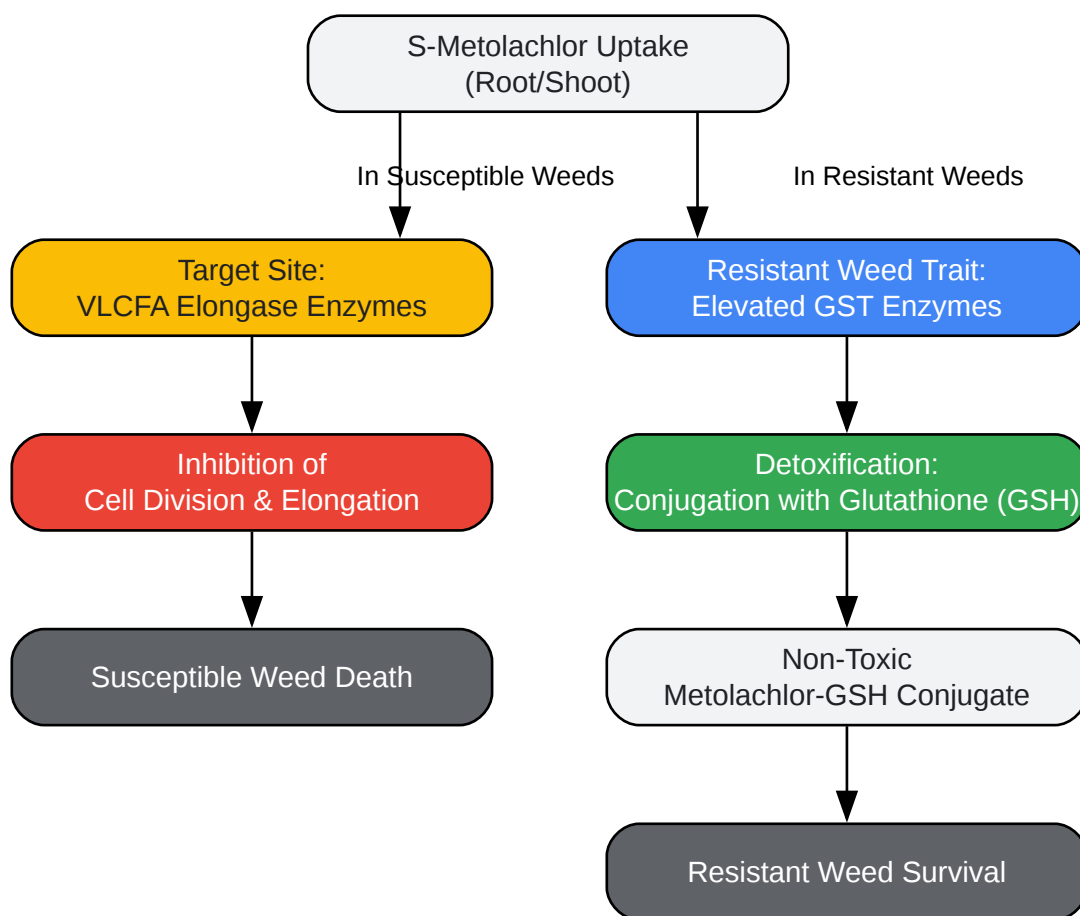 S-Metolachlor Uptake
(Root/Shoot)
In Susceptible Weeds
In Resistant Weeds
Target Site:
VLCFA Elongase Enzymes
Resistant Weed Trait:
Elevated GST Enzymes
Inhibition of
Cell Division & Elongation
Detoxification:
Conjugation with Glutathione (GSH)
Susceptible Weed Death
Non-Toxic
Metolachlor-GSH Conjugate
Resistant Weed Survival